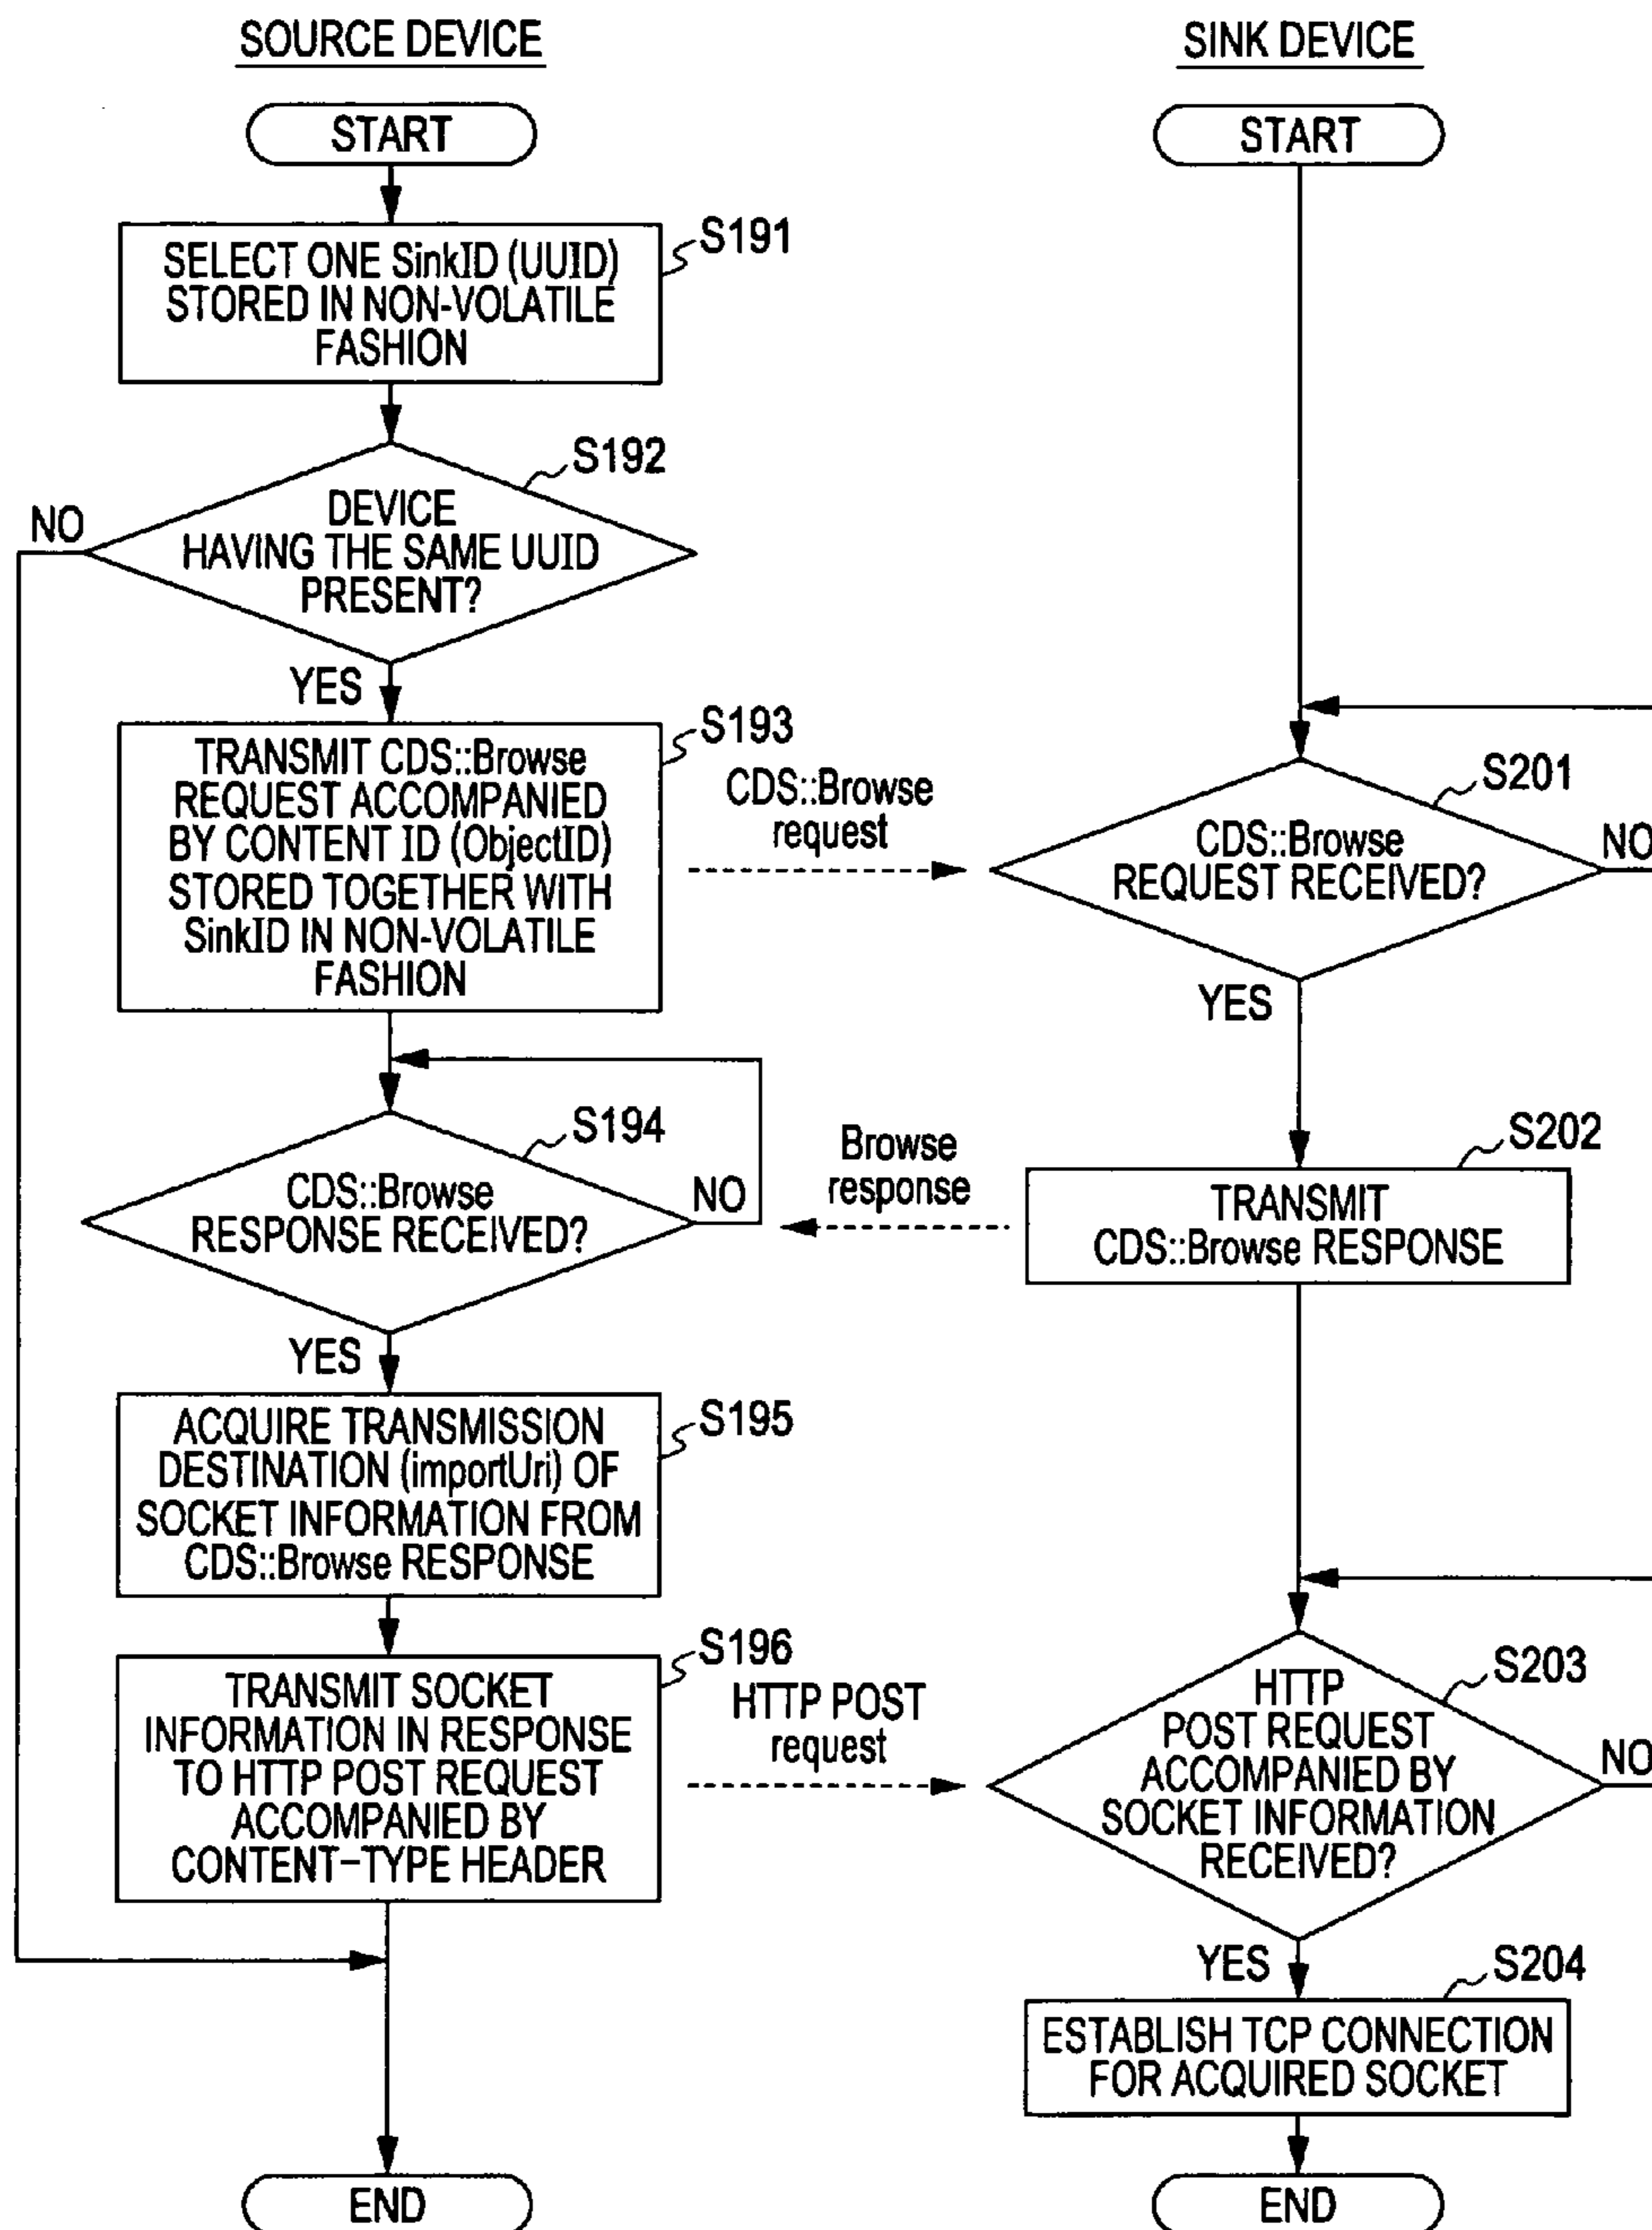 SOURCE DEVICE
START
SELECT ONE SinkID (UUID)
STORED IN NON-VOLATILE
FASHION
S191
DEVICE
HAVING THE SAME UUID
PRESENT?
S192
NO
YES
TRANSMIT CDS::Browse
REQUEST ACCOMPANIED
BY CONTENT ID (ObjectID)
STORED TOGETHER WITH
SinkID IN NON-VOLATILE
FASHION
S193
CDS::Browse
request
CDS::Browse
RESPONSE RECEIVED?
S194
NO
YES
Browse
response
ACQUIRE TRANSMISSION
DESTINATION (importUri) OF
SOCKET INFORMATION FROM
CDS::Browse RESPONSE
S195
TRANSMIT SOCKET
INFORMATION IN RESPONSE
TO HTTP POST REQUEST
ACCOMPANIED BY
CONTENT-TYPE HEADER
S196
HTTP POST
request
END
SINK DEVICE
START
CDS::Browse
REQUEST RECEIVED?
S201
NO
YES
TRANSMIT
CDS::Browse RESPONSE
S202
HTTP
POST REQUEST
ACCOMPANIED BY
SOCKET INFORMATION
RECEIVED?
S203
NO
YES
ESTABLISH TCP CONNECTION
FOR ACQUIRED SOCKET
S204
END